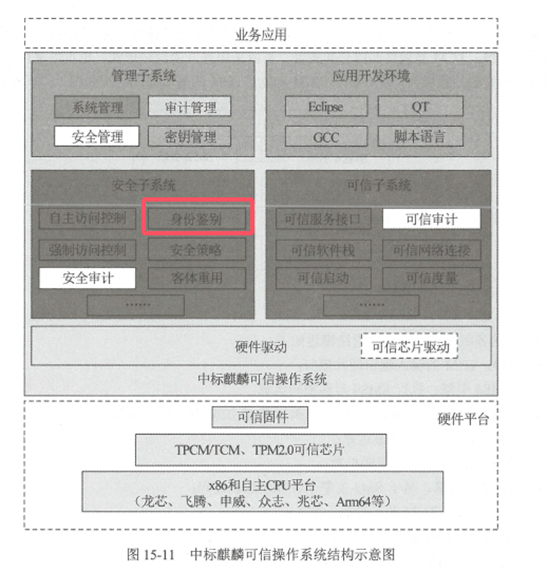 业务应用
管理子系统
系统管理 审计管理
安全管理 密钥管理
应用开发环境
Eclipse QT
GCC 脚本语言
安全子系统
自主访问控制 身份鉴别
强制访问控制 安全策略
安全审计 客体重用
……
可信子系统
可信服务接口 可信审计
可信软件栈 可信网络连接
可信启动 可信度量
……
硬件驱动 可信芯片驱动
中标麒麟可信操作系统
可信固件 硬件平台
TPCM/TCM、TPM2.0可信芯片
x86和自主CPU平台
(龙芯、飞腾、申威、众志、兆芯、Arm64等)
图 15-11 中标麒麟可信操作系统结构示意图